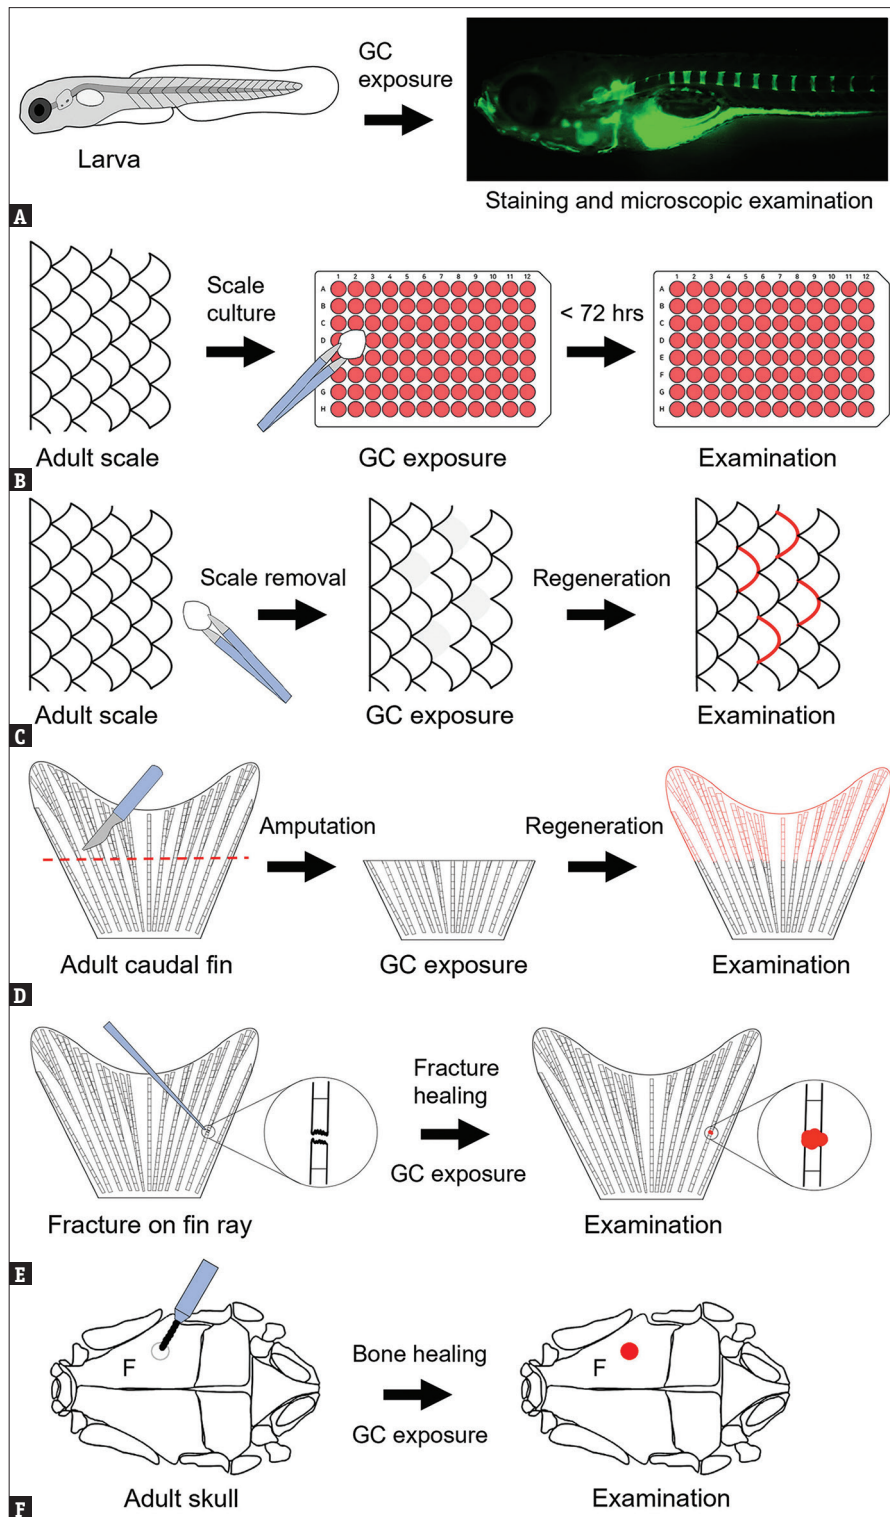 GC
exposure
Larva
Staining and microscopic examination
A
Scale
culture
1 2 3 4 5 6 7 8 9 10 11 12
A
B
C
D
G
H
< 72 hrs
1 2 3 4 5 6 7 8 9 10 11 12
A
B
C
D
E
F
G
H
Adult scale
GC exposure
Examination
B
Scale removal
Regeneration
Adult scale
GC exposure
Examination
C
Amputation
Regeneration
Adult caudal fin
GC exposure
Examination
D
Fracture
healing
GC exposure
Fracture on fin ray
Examination
E
F
Bone healing
GC exposure
F
Adult skull
Examination
F